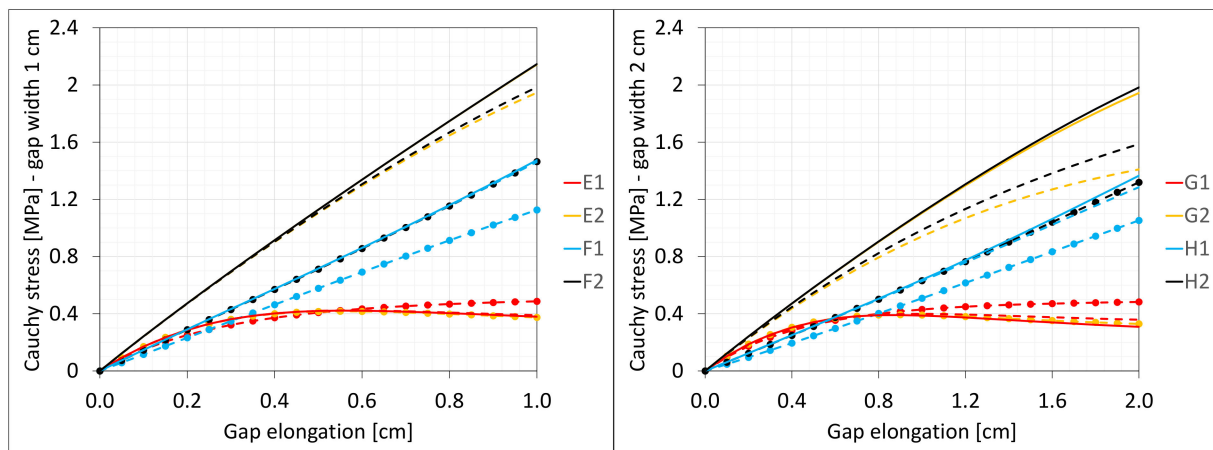 Cauchy stress [MPa] - gap width 1 cm
2.4
2
1.6
1.2
0.8
0.4
0
0.0
0.2
0.4
0.6
0.8
1.0
Gap elongation [cm]
E1
E2
F1
F2
Cauchy stress [MPa] - gap width 2 cm
2.4
2
1.6
1.2
0.8
0.4
0
0.0
0.4
0.8
1.2
1.6
2.0
Gap elongation [cm]
G1
G2
H1
H2